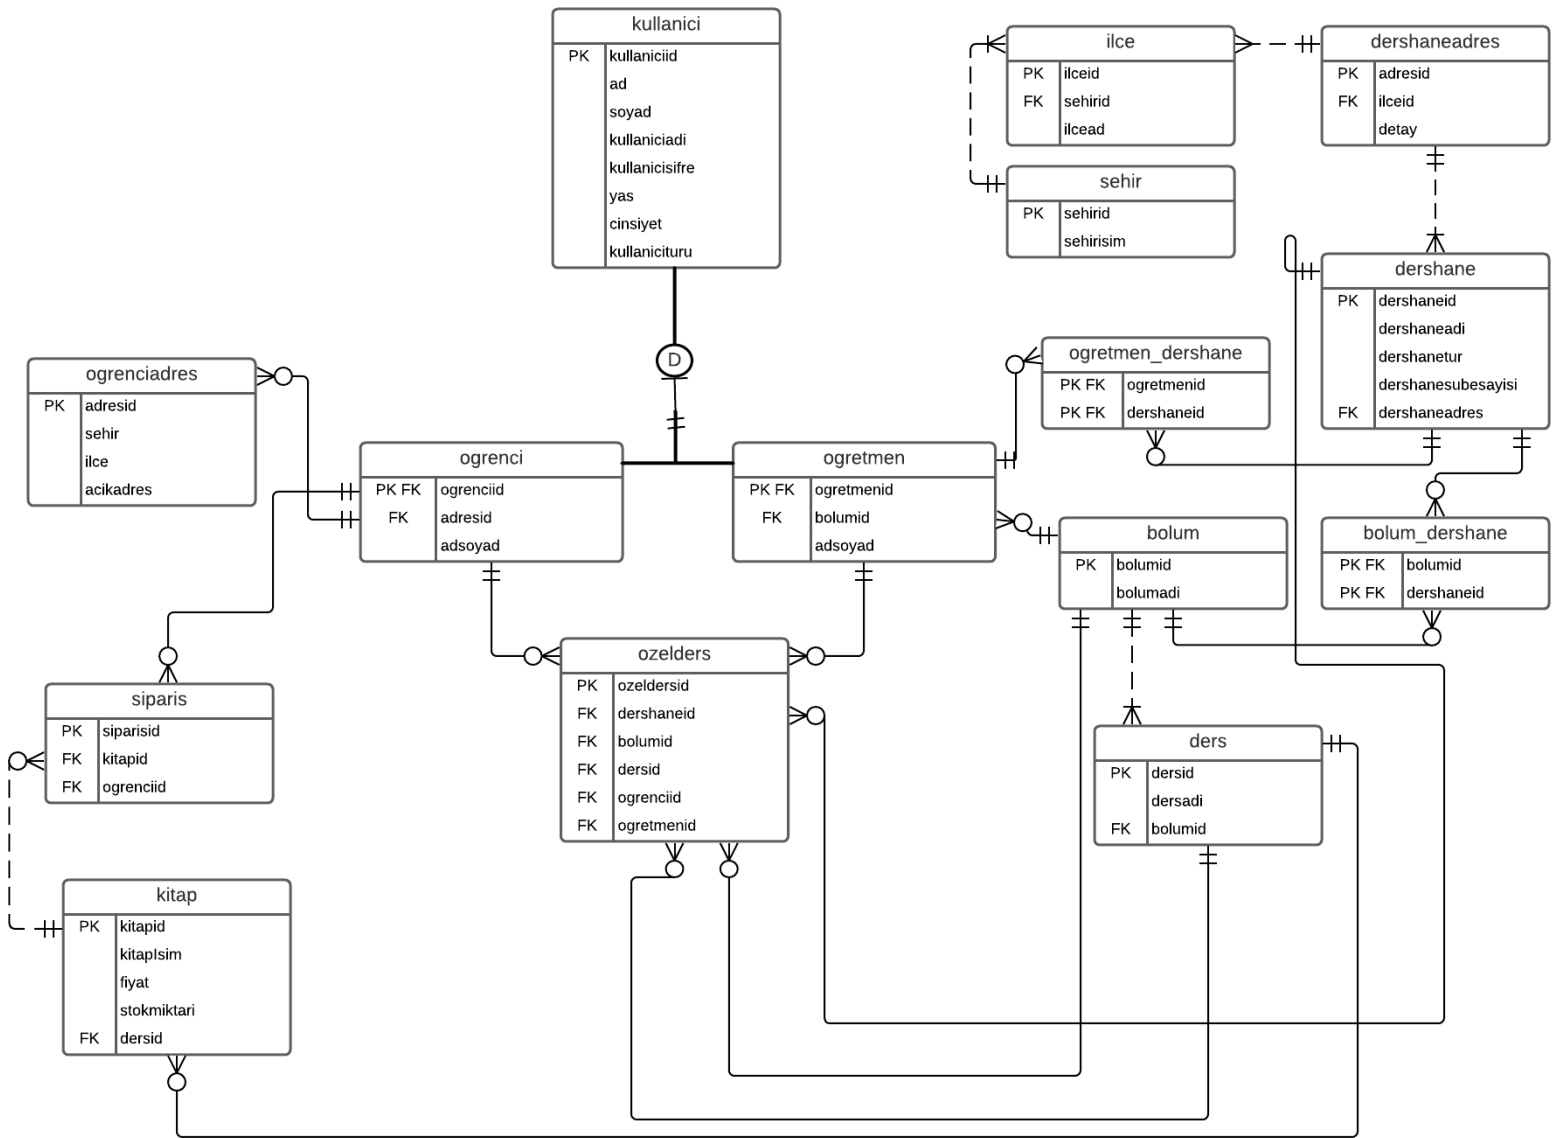 kullanici
PK kullaniciid
ad
soyad
kullaniciadi
kullanicisifre
yas
cinsiyet
kullanicituru
ilce
PK ilceid
FK sehirid
ilcead
dershaneadres
PK adresid
FK ilceid
detay
sehir
PK sehirid
sehirisim
dershane
PK dershaneid
dershaneadi
dershanetur
dershanesubesayisi
FK dershaneadres
D
ogretmen_dershane
PK FK ogretmenid
PK FK dershaneid
ogrenciadres
PK adresid
sehir
ilce
acikadres
ogrenci
PK FK ogrenciid
FK adresid
adsoyad
ogretmen
PK FK ogretmenid
FK bolumid
adsoyad
bolum
PK bolumid
bolumadi
bolum_dershane
PK FK bolumid
PK FK dershaneid
ozelders
PK ozeldersid
FK dershaneid
FK bolumid
FK dersid
FK ogrenciid
FK ogretmenid
siparis
PK siparisid
FK kitapid
FK ogrenciid
ders
PK dersid
dersadi
FK bolumid
kitap
PK kitapid
kitapIsim
fiyat
stokmiktari
FK dersid